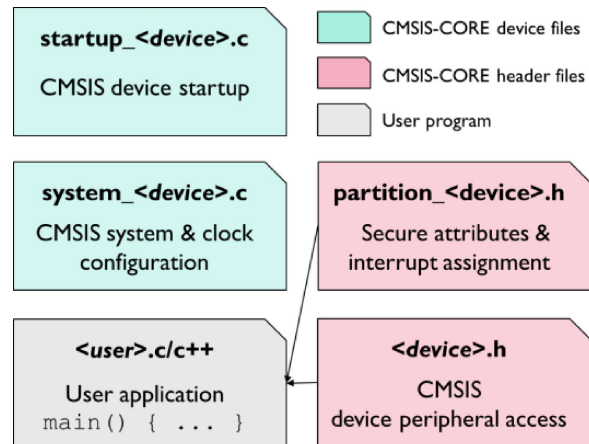 startup_<device>.c
CMSIS device startup
CMSIS-CORE device files
CMSIS-CORE header files
User program
system_<device>.c
CMSIS system & clock
configuration
partition_<device>.h
Secure attributes &
interrupt assignment
<user>.c/c++
User application
main() { ... }
<device>.h
CMSIS
device peripheral access